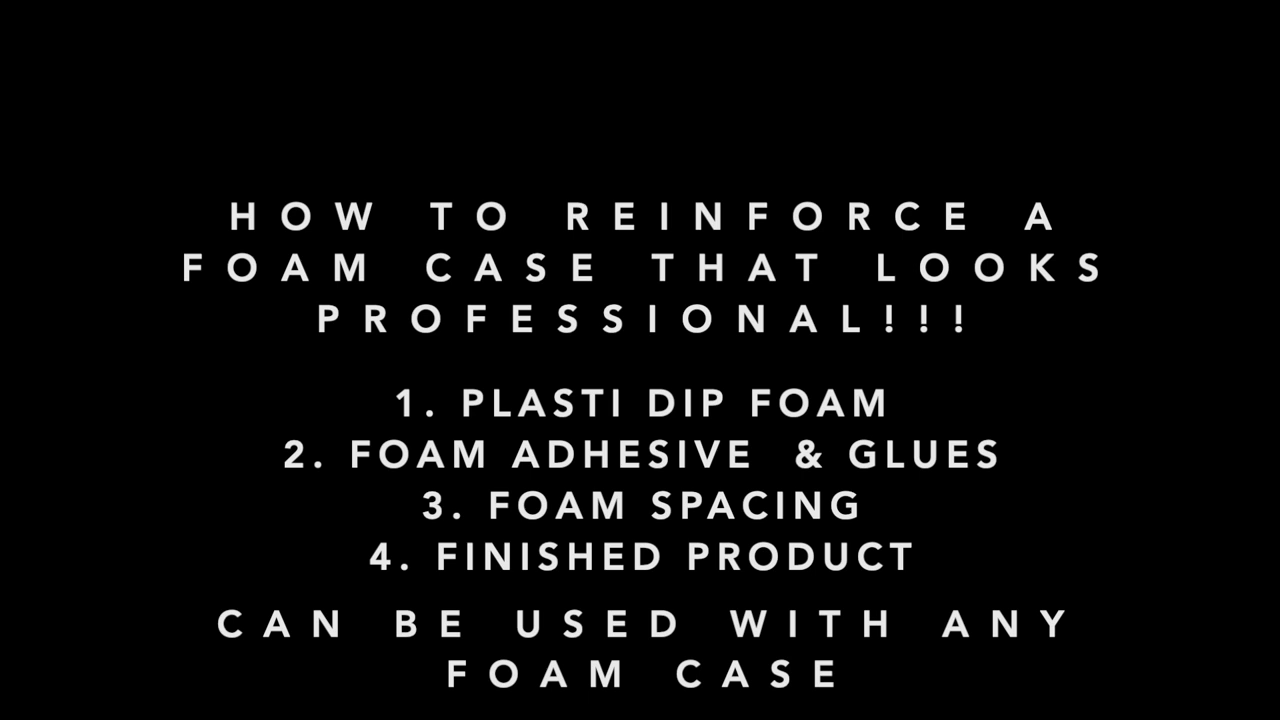 HOW TO REINFORCE A
FOAM CASE THAT LOOKS
PROFESSIONAL!!!
1. PLASTI DIP FOAM
2. FOAM ADHESIVE & GLUES
3. FOAM SPACING
4. FINISHED PRODUCT
CAN BE USED WITH ANY
FOAM CASE